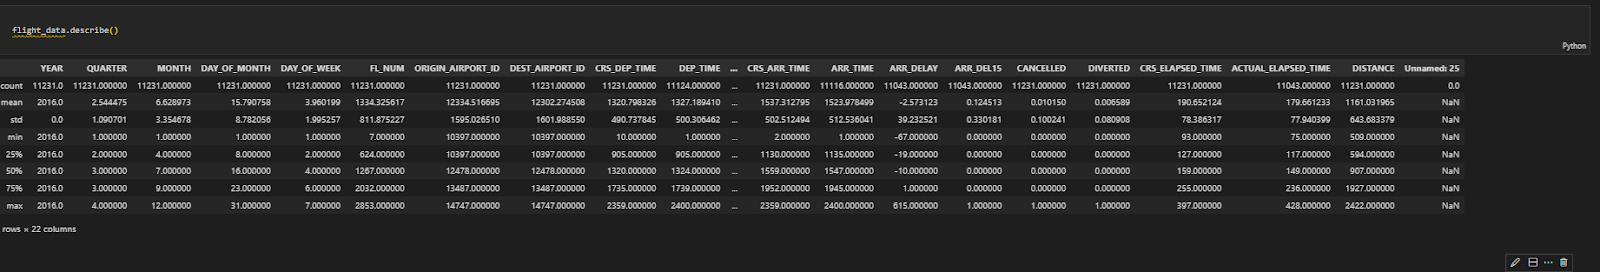 flight_data.describe()
Python
YEAR QUARTER MONTH DAY_OF_MONTH DAY_OF_WEEK FL_NUM ORIGIN_AIRPORT_ID DEST_AIRPORT_ID CRS_DEP_TIME DEP_TIME ... CRS_ARR_TIME ARR_TIME ARR_DELAY ARR_DEL15 CANCELLED DIVERTED CRS_ELAPSED_TIME ACTUAL_ELAPSED_TIME DISTANCE Unnamed: 25
count 11231.0 11231.000000 11231.000000 11231.000000 11231.000000 11231.000000 11231.000000 11231.000000 11231.000000 11124.000000 ... 11231.000000 11116.000000 11043.000000 11043.000000 11231.000000 11231.000000 11231.000000 11043.000000 11231.000000 0.0
mean 2016.0 2.544475 6.628973 15.790758 3.960199 1334.325617 12334.516695 12302.274508 1320.798326 1327.189410 ... 1537.312795 1523.978499 -2.573123 0.124513 0.010150 0.006589 190.652124 179.661233 1161.031965 NaN
std 0.0 1.090701 3.354678 8.782056 1.995257 811.875227 1595.026510 1601.988550 490.737845 500.306462 ... 502.512494 512.536041 39.232521 0.330181 0.100241 0.080908 78.386317 77.940399 643.683379 NaN
min 2016.0 1.000000 1.000000 1.000000 1.000000 7.000000 10397.000000 10397.000000 10.000000 1.000000 ... 2.000000 1.000000 -67.000000 0.000000 0.000000 0.000000 93.000000 75.000000 509.000000 NaN
25% 2016.0 2.000000 4.000000 8.000000 2.000000 624.000000 10397.000000 10397.000000 905.000000 905.000000 ... 1130.000000 1135.000000 -19.000000 0.000000 0.000000 0.000000 127.000000 117.000000 594.000000 NaN
50% 2016.0 3.000000 7.000000 16.000000 4.000000 1267.000000 12478.000000 12478.000000 1320.000000 1324.000000 ... 1559.000000 1547.000000 -10.000000 0.000000 0.000000 0.000000 159.000000 149.000000 907.000000 NaN
75% 2016.0 3.000000 9.000000 23.000000 6.000000 2032.000000 13487.000000 13487.000000 1735.000000 1739.000000 ... 1952.000000 1945.000000 1.000000 0.000000 0.000000 0.000000 255.000000 236.000000 1927.000000 NaN
max 2016.0 4.000000 12.000000 31.000000 7.000000 2853.000000 14747.000000 14747.000000 2359.000000 2400.000000 ... 2359.000000 2400.000000 615.000000 1.000000 1.000000 1.000000 397.000000 428.000000 2422.000000 NaN
rows × 22 columns